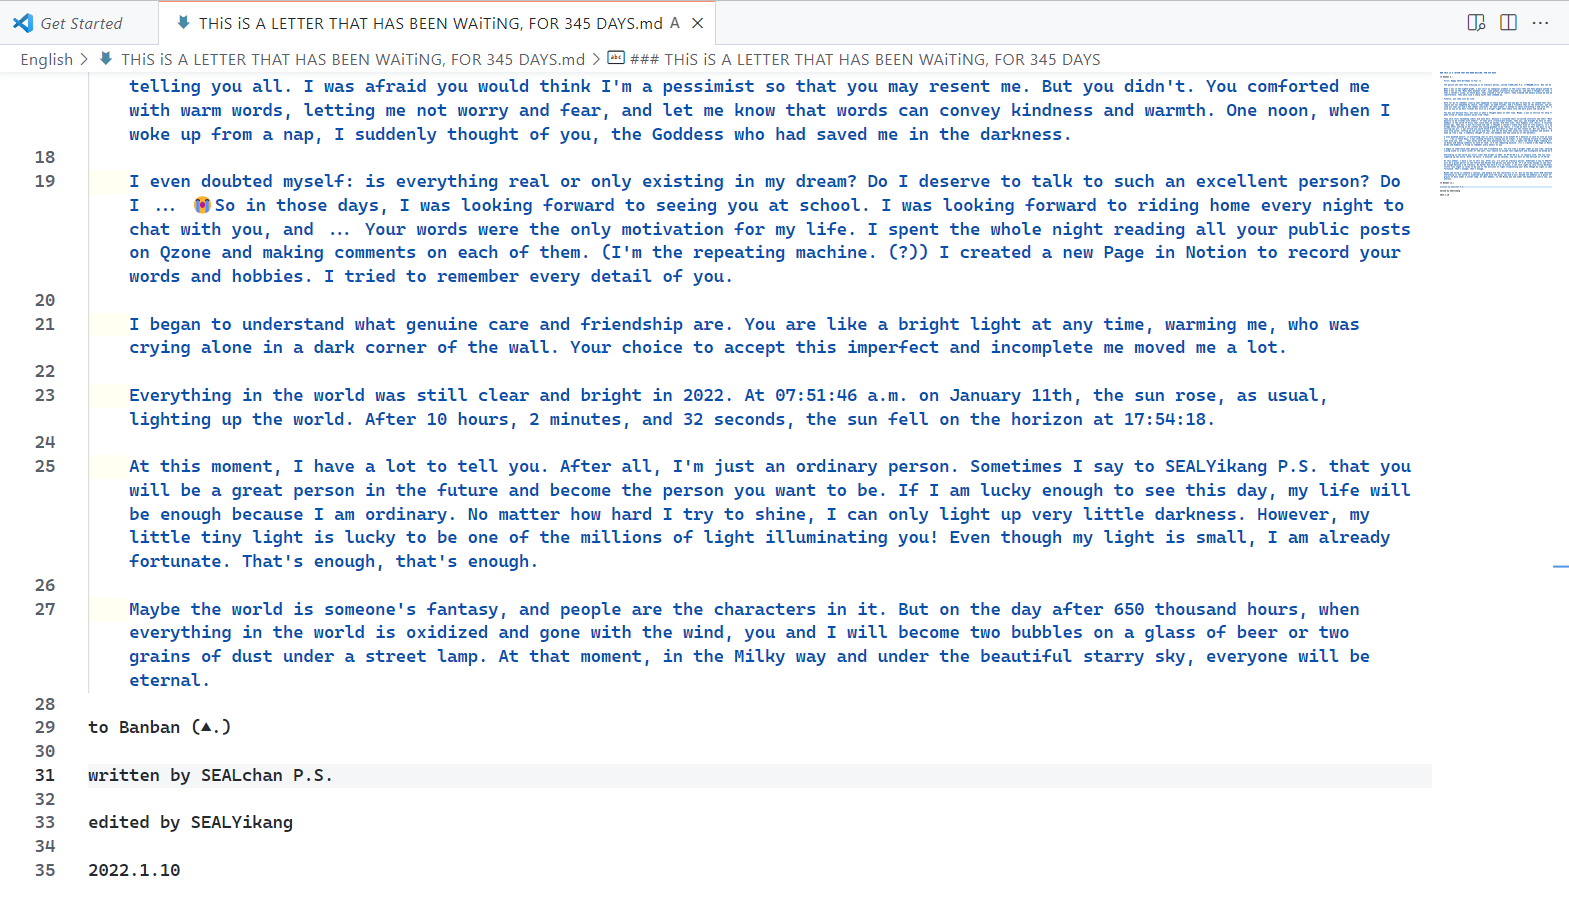 Get Started
THiS iS A LETTER THAT HAS BEEN WAiTiNG, FOR 345 DAYS.md A
English > THiS iS A LETTER THAT HAS BEEN WAiTiNG, FOR 345 DAYS.md > abc ### THiS iS A LETTER THAT HAS BEEN WAiTiNG, FOR 345 DAYS
telling you all. I was afraid you would think I'm a pessimist so that you may resent me. But you didn't. You comforted me
with warm words, letting me not worry and fear, and let me know that words can convey kindness and warmth. One noon, when I
woke up from a nap, I suddenly thought of you, the Goddess who had saved me in the darkness.
18
19 I even doubted myself: is everything real or only existing in my dream? Do I deserve to talk to such an excellent person? Do
I ... 😭So in those days, I was looking forward to seeing you at school. I was looking forward to riding home every night to
chat with you, and ... Your words were the only motivation for my life. I spent the whole night reading all your public posts
on Qzone and making comments on each of them. (I'm the repeating machine. (?)) I created a new Page in Notion to record your
words and hobbies. I tried to remember every detail of you.
20
21 I began to understand what genuine care and friendship are. You are like a bright light at any time, warming me, who was
crying alone in a dark corner of the wall. Your choice to accept this imperfect and incomplete me moved me a lot.
22
23 Everything in the world was still clear and bright in 2022. At 07:51:46 a.m. on January 11th, the sun rose, as usual,
lighting up the world. After 10 hours, 2 minutes, and 32 seconds, the sun fell on the horizon at 17:54:18.
24
25 At this moment, I have a lot to tell you. After all, I'm just an ordinary person. Sometimes I say to SEALYikang P.S. that you
will be a great person in the future and become the person you want to be. If I am lucky enough to see this day, my life will
be enough because I am ordinary. No matter how hard I try to shine, I can only light up very little darkness. However, my
little tiny light is lucky to be one of the millions of light illuminating you! Even though my light is small, I am already
fortunate. That's enough, that's enough.
26
27 Maybe the world is someone's fantasy, and people are the characters in it. But on the day after 650 thousand hours, when
everything in the world is oxidized and gone with the wind, you and I will become two bubbles on a glass of beer or two
grains of dust under a street lamp. At that moment, in the Milky way and under the beautiful starry sky, everyone will be
eternal.
28
29 to Banban (▲.)
30
31 written by SEALchan P.S.
32
33 edited by SEALYikang
34
35 2022.1.10